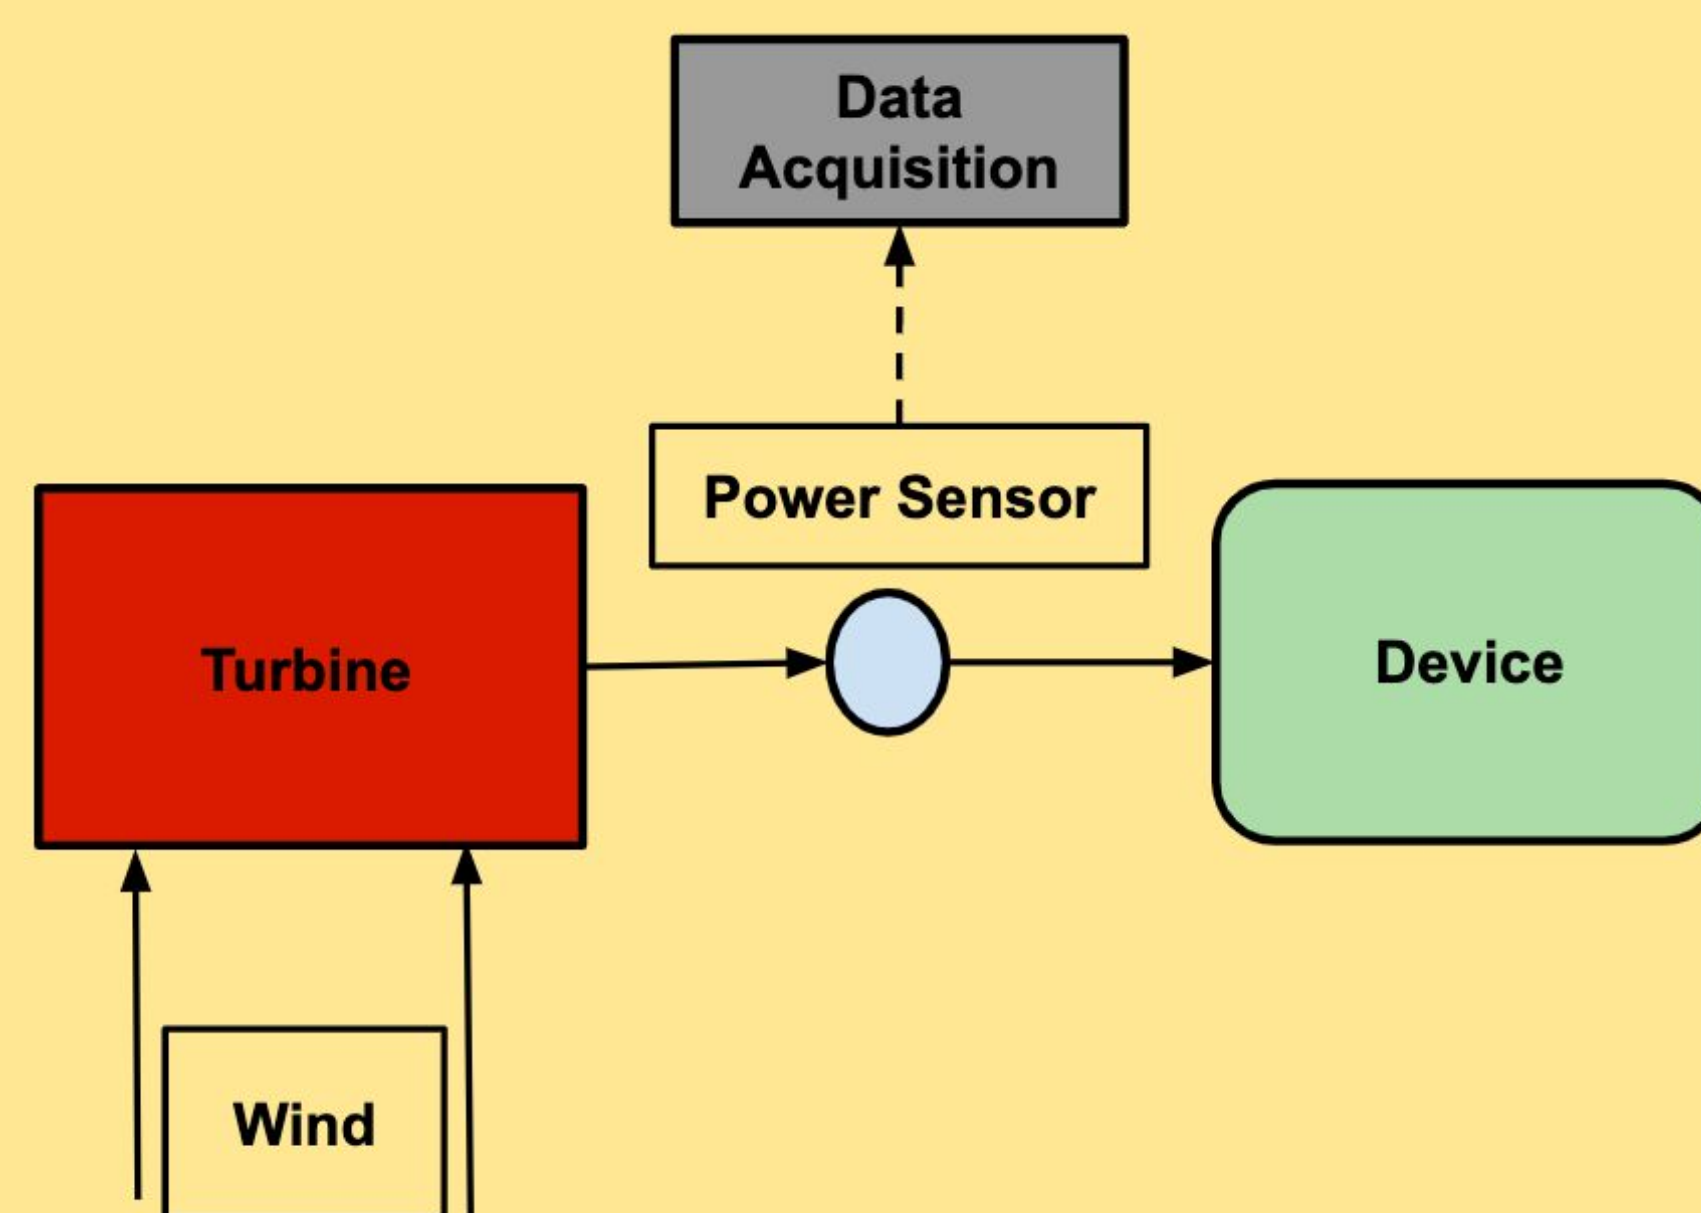 Data
Acquisition
Power Sensor
Turbine
Device
Wind